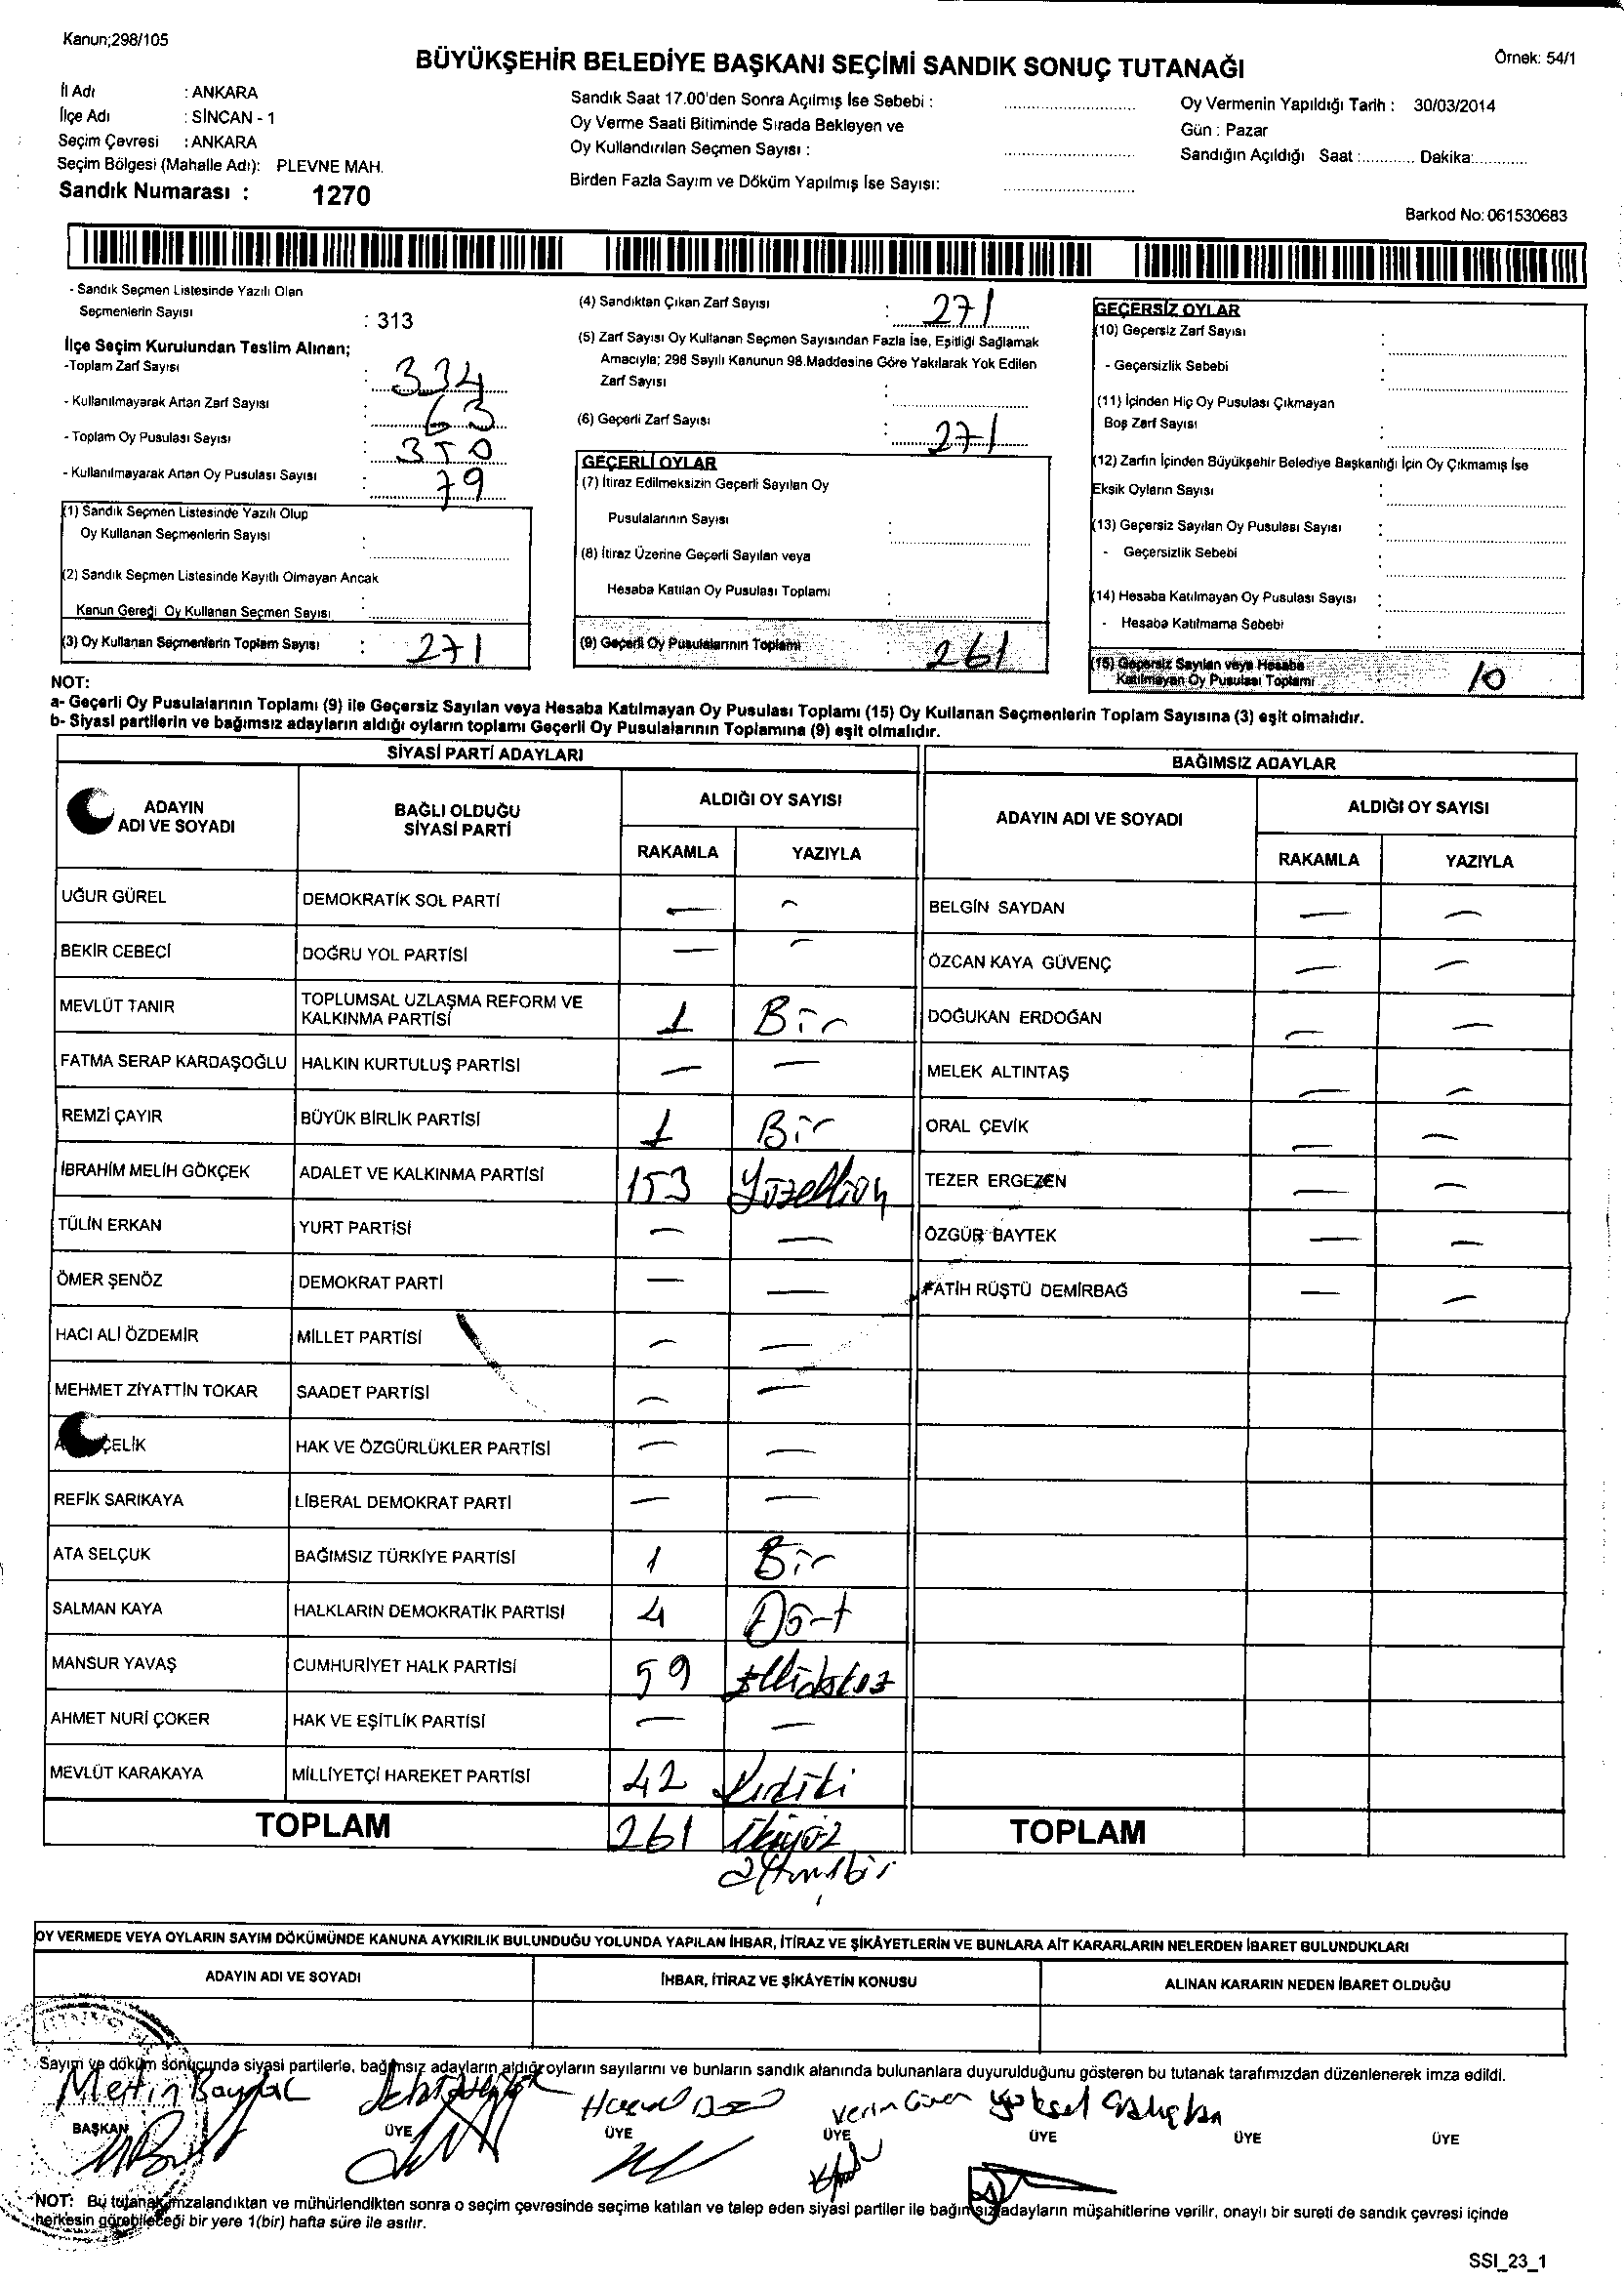 Kanun;298/105
Örnek: 54/1
BÜYÜKŞEHİR BELEDİYE BAŞKANI SEÇİMİ SANDIK SONUÇ TUTANAĞI
İl Adı : ANKARA
İlçe Adı : SİNCAN - 1
Seçim Çevresi : ANKARA
Seçim Bölgesi (Mahalle Adı): PLEVNE MAH.
Sandık Numarası : 1270
Sandık Saat 17.00'den Sonra Açılmış İse Sebebi :
Oy Verme Saati Bitiminde Sırada Bekleyen ve
Oy Kullandırılan Seçmen Sayısı :
Birden Fazla Sayım ve Döküm Yapılmış İse Sayısı:
Oy Vermenin Yapıldığı Tarih : 30/03/2014
Gün : Pazar
Sandığın Açıldığı Saat :............ Dakika:............
Barkod No: 061530683
- Sandık Seçmen Listesinde Yazılı Olan
Seçmenlerin Sayısı : 313
İlçe Seçim Kurulundan Teslim Alınan;
-Toplam Zarf Sayısı : 334
- Kullanılmayarak Artan Zarf Sayısı : 63
- Toplam Oy Pusulası Sayısı : 350
- Kullanılmayarak Artan Oy Pusulası Sayısı : 79
(1) Sandık Seçmen Listesinde Yazılı Olup
Oy Kullanan Seçmenlerin Sayısı :
(2) Sandık Seçmen Listesinde Kayıtlı Olmayan Ancak
Kanun Gereği Oy Kullanan Seçmen Sayısı :
(3) Oy Kullanan Seçmenlerin Toplam Sayısı : 271
(4) Sandıktan Çıkan Zarf Sayısı : 271
(5) Zarf Sayısı Oy Kullanan Seçmen Sayısından Fazla İse, Eşitliği Sağlamak
Amacıyla; 298 Sayılı Kanunun 98.Maddesine Göre Yakılarak Yok Edilen
Zarf Sayısı :
(6) Geçerli Zarf Sayısı : 271
GEÇERLİ OYLAR
(7) İtiraz Edilmeksizin Geçerli Sayılan Oy
Pusulalarının Sayısı :
(8) İtiraz Üzerine Geçerli Sayılan veya
Hesaba Katılan Oy Pusulası Toplamı :
(9) Geçerli Oy Pusulalarının Toplamı : 261
GEÇERSİZ OYLAR
(10) Geçersiz Zarf Sayısı :
- Geçersizlik Sebebi :
(11) İçinden Hiç Oy Pusulası Çıkmayan
Boş Zarf Sayısı :
(12) Zarfın İçinden Büyükşehir Belediye Başkanlığı İçin Oy Çıkmamış İse
Eksik Oyların Sayısı :
(13) Geçersiz Sayılan Oy Pusulası Sayısı :
- Geçersizlik Sebebi :
(14) Hesaba Katılmayan Oy Pusulası Sayısı :
- Hesaba Katılmama Sebebi :
(15) Geçersiz Sayılan veya Hesaba
Katılmayan Oy Pusulası Toplamı : 10
NOT:
a- Geçerli Oy Pusulalarının Toplamı (9) ile Geçersiz Sayılan veya Hesaba Katılmayan Oy Pusulası Toplamı (15) Oy Kullanan Seçmenlerin Toplam Sayısına (3) eşit olmalıdır.
b- Siyasi partilerin ve bağımsız adayların aldığı oyların toplamı Geçerli Oy Pusulalarının Toplamına (9) eşit olmalıdır.
SİYASİ PARTİ ADAYLARI
ADAYIN ADI VE SOYADI
BAĞLI OLDUĞU SİYASİ PARTİ
ALDIĞI OY SAYISI
RAKAMLA YAZIYLA
UĞUR GÜREL DEMOKRATİK SOL PARTİ — —
BEKİR CEBECİ DOĞRU YOL PARTİSİ — —
MEVLÜT TANIR TOPLUMSAL UZLAŞMA REFORM VE
KALKINMA PARTİSİ 1 Bir
FATMA SERAP KARDAŞOĞLU HALKIN KURTULUŞ PARTİSİ — —
REMZİ ÇAYIR BÜYÜK BİRLİK PARTİSİ 1 Bir
İBRAHİM MELİH GÖKÇEK ADALET VE KALKINMA PARTİSİ 153
TÜLİN ERKAN YURT PARTİSİ — —
ÖMER ŞENÖZ DEMOKRAT PARTİ — —
HACI ALİ ÖZDEMİR MİLLET PARTİSİ — —
MEHMET ZİYATTİN TOKAR SAADET PARTİSİ — —
ÇELİK HAK VE ÖZGÜRLÜKLER PARTİSİ — —
REFİK SARIKAYA LİBERAL DEMOKRAT PARTİ — —
ATA SELÇUK BAĞIMSIZ TÜRKİYE PARTİSİ 1 Bir
SALMAN KAYA HALKLARIN DEMOKRATİK PARTİSİ 4 Dört
MANSUR YAVAŞ CUMHURİYET HALK PARTİSİ 59 Ellidokuz
AHMET NURİ ÇOKER HAK VE EŞİTLİK PARTİSİ — —
MEVLÜT KARAKAYA MİLLİYETÇİ HAREKET PARTİSİ 42 Kırkiki
TOPLAM 261 İkiyüz
altmışbir
BAĞIMSIZ ADAYLAR
ADAYIN ADI VE SOYADI
ALDIĞI OY SAYISI
RAKAMLA YAZIYLA
BELGİN SAYDAN — —
ÖZCAN KAYA GÜVENÇ — —
DOĞUKAN ERDOĞAN — —
MELEK ALTINTAŞ — —
ORAL ÇEVİK — —
TEZER ERGEZEN — —
ÖZGÜR BAYTEK — —
FATİH RÜŞTÜ DEMİRBAĞ — —
TOPLAM
OY VERMEDE VEYA OYLARIN SAYIM DÖKÜMÜNDE KANUNA AYKIRILIK BULUNDUĞU YOLUNDA YAPILAN İHBAR, İTİRAZ VE ŞİKÂYETLERİN VE BUNLARA AİT KARARLARIN NELERDEN İBARET BULUNDUKLARI
ADAYIN ADI VE SOYADI
İHBAR, İTİRAZ VE ŞİKÂYETİN KONUSU
ALINAN KARARIN NEDEN İBARET OLDUĞU
Sayım ve döküm sonucunda siyasi partilerle, bağımsız adayların aldığı oyların sayılarını ve bunların sandık alanında bulunanlara duyurulduğunu gösteren bu tutanak tarafımızdan düzenlenerek imza edildi.
Metin Yüksel
BAŞKAN ÜYE ÜYE ÜYE ÜYE ÜYE ÜYE
NOT: Bu tutanak imzalandıktan ve mühürlendikten sonra o seçim çevresinde seçime katılan ve talep eden siyasi partiler ile bağımsız adayların müşahitlerine verilir, onaylı bir sureti de sandık çevresi içinde
herkesin görebileceği bir yere 1(bir) hafta süre ile asılır.
SSI_23_1